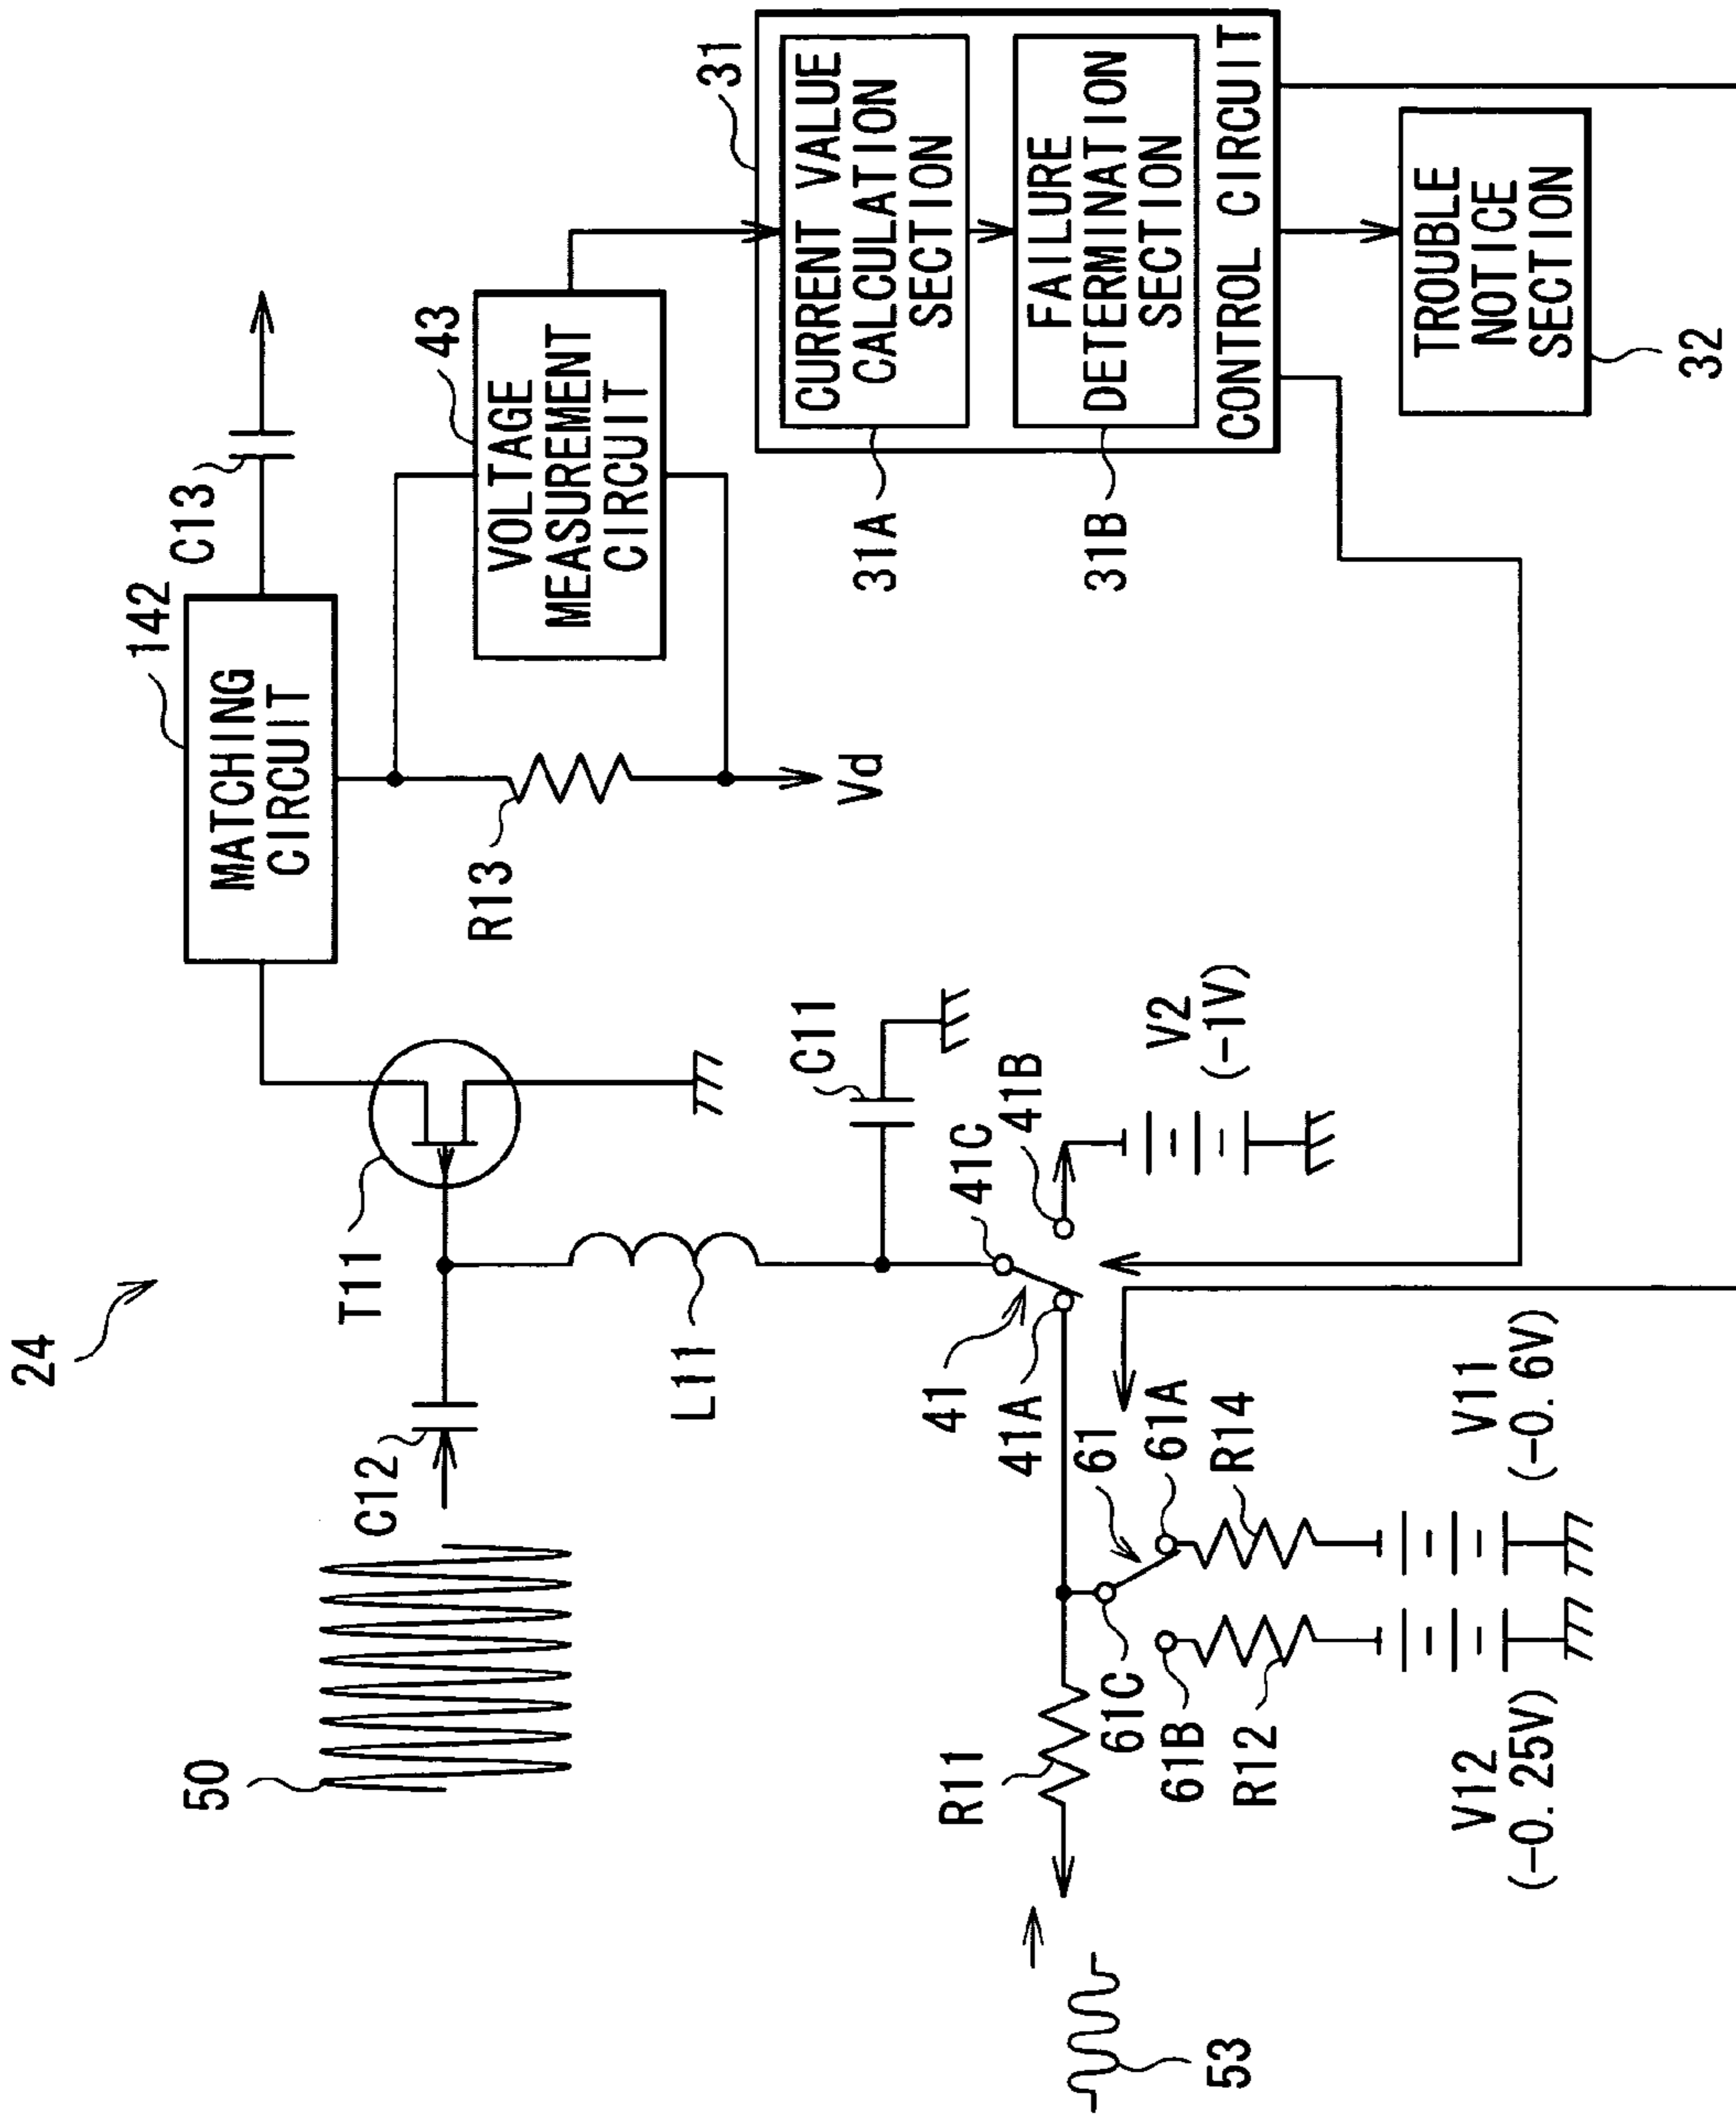 24
50
C12
T11
L11
C11
MATCHING
CIRCUIT
142
C13
R13
Vd
VOLTAGE
MEASUREMENT
CIRCUIT
43
31
CURRENT VALUE
CALCULATION
SECTION
31A
FAILURE
DETERMINATION
SECTION
31B
CONTROL CIRCUIT
TROUBLE
NOTICE
SECTION
32
41
41A
41B
41C
V2
(-1V)
53
R11
61
61A
61B
61C
R12
R14
V12
(-0.25V)
V11
(-0.6V)